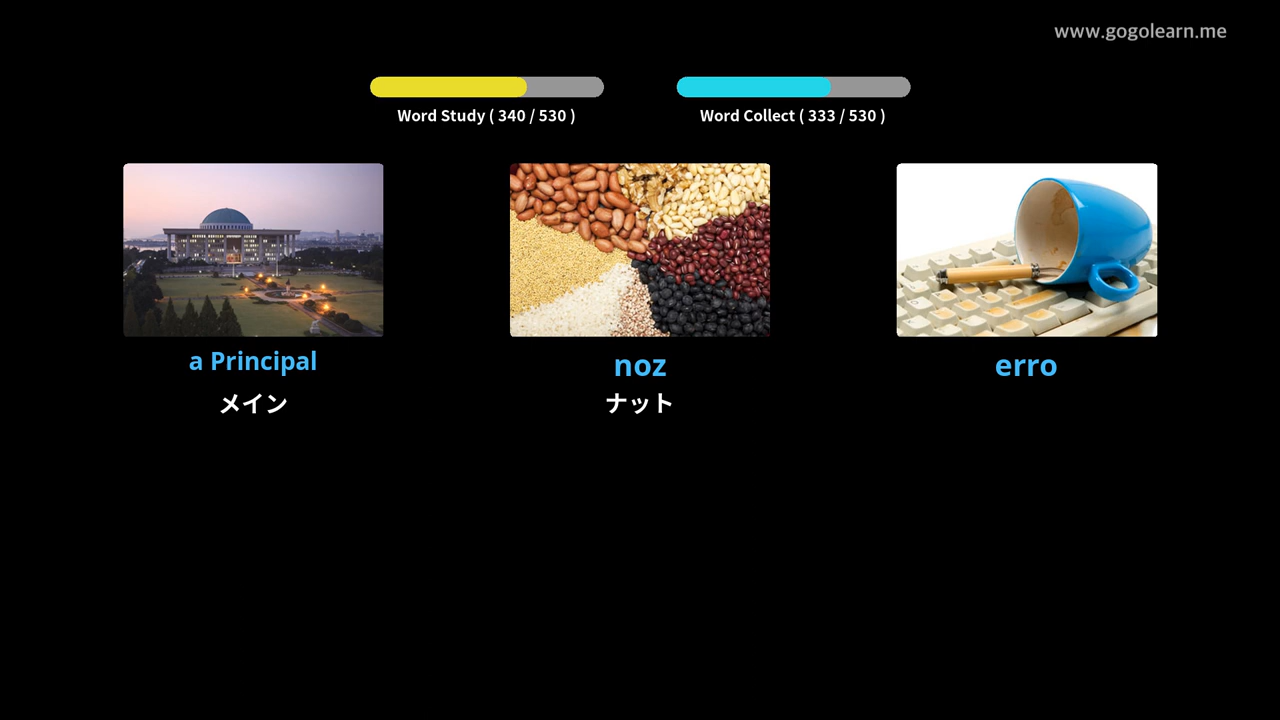 www.gogolearn.me
Word Study ( 340 / 530 )
Word Collect ( 333 / 530 )
a Principal
メイン
noz
ナット
erro